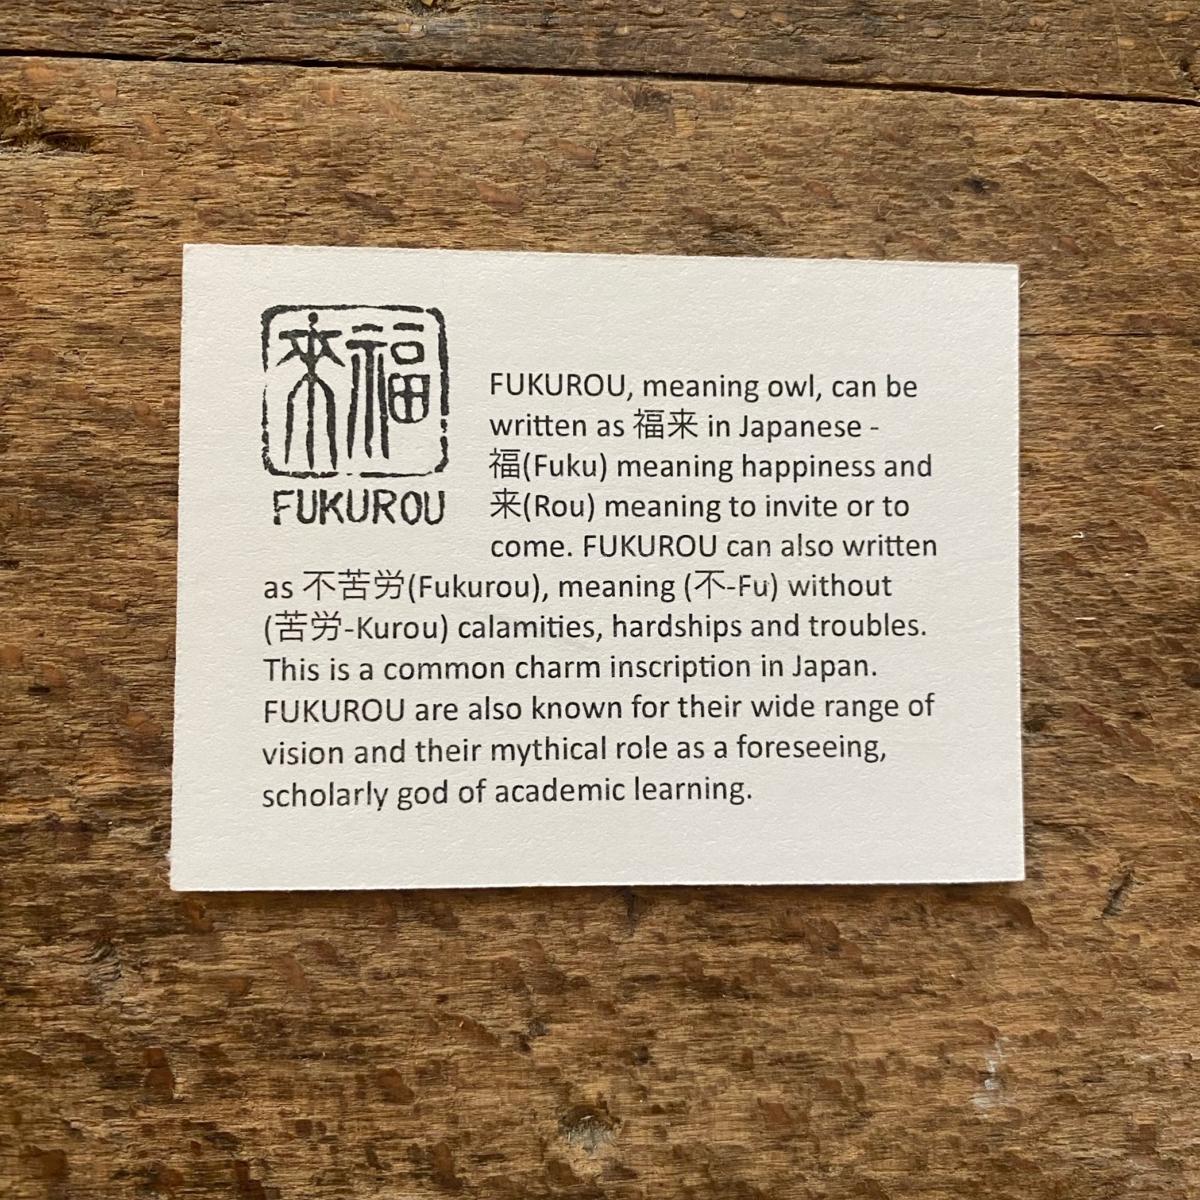 来福
FUKUROU
FUKUROU, meaning owl, can be
written as 福来 in Japanese -
福(Fuku) meaning happiness and
来(Rou) meaning to invite or to
come. FUKUROU can also written
as 不苦労(Fukurou), meaning (不-Fu) without
(苦労-Kurou) calamities, hardships and troubles.
This is a common charm inscription in Japan.
FUKUROU are also known for their wide range of
vision and their mythical role as a foreseeing,
scholarly god of academic learning.